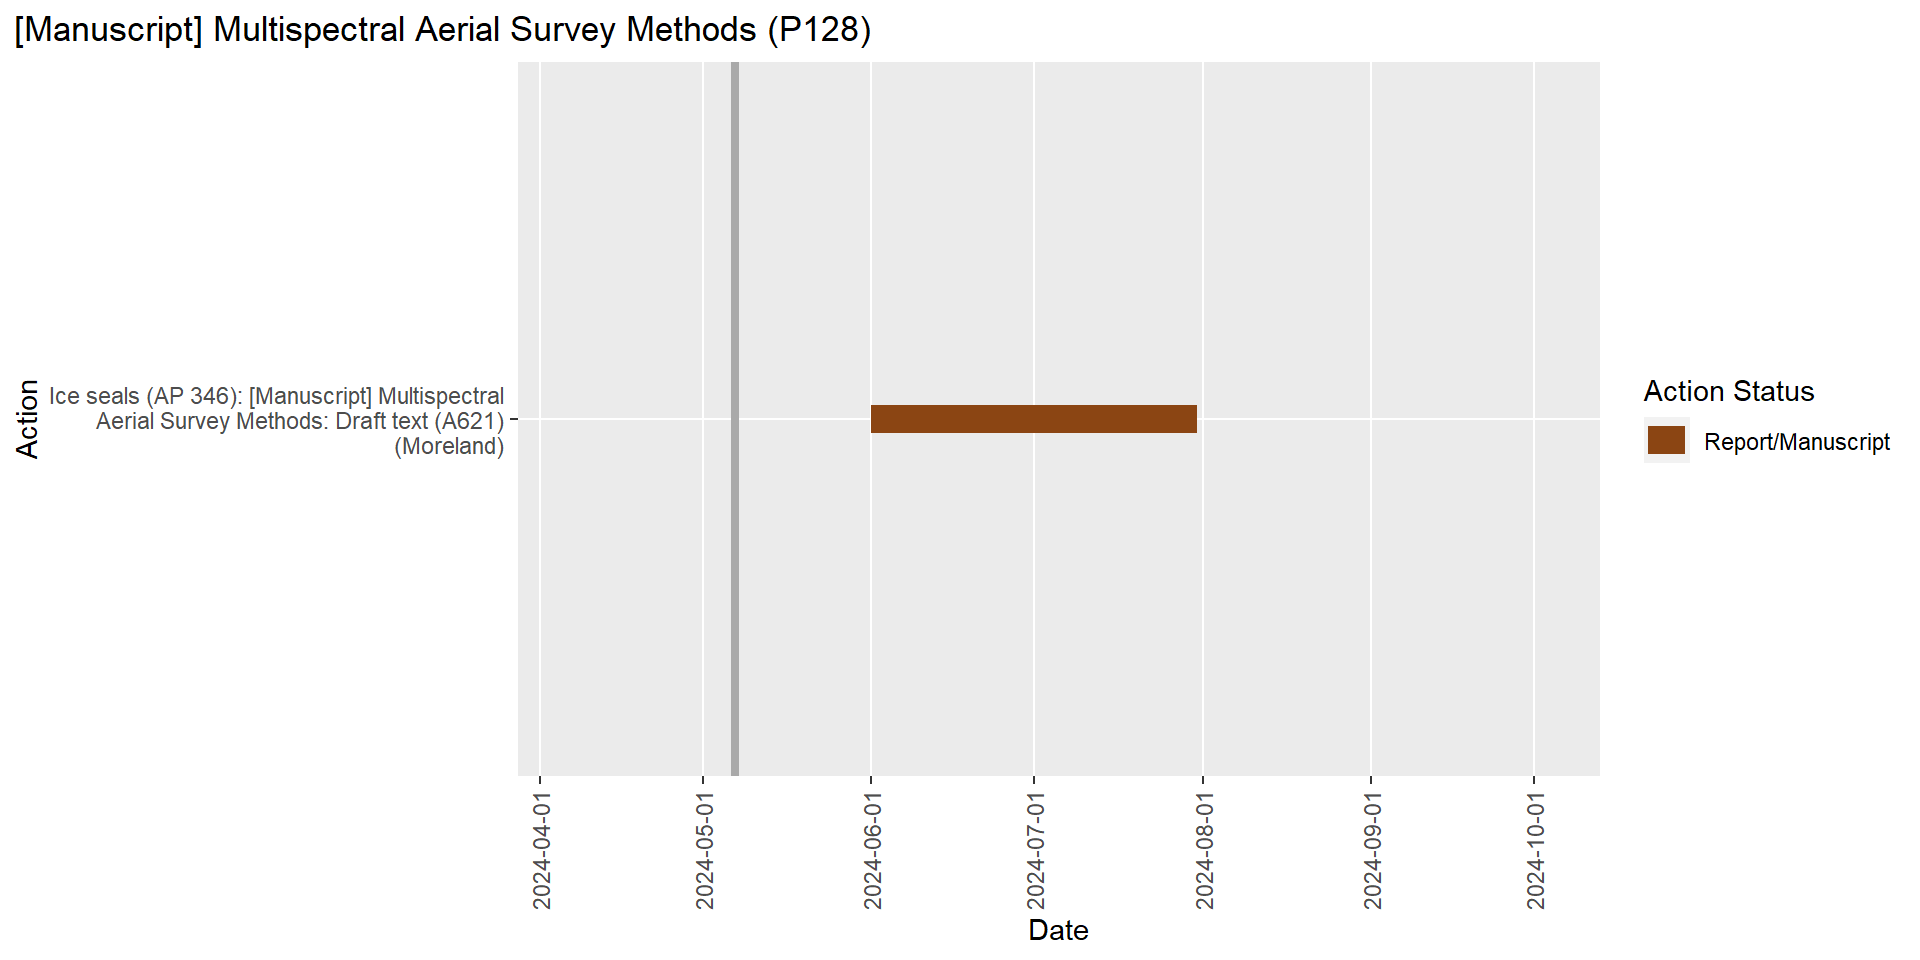 [Manuscript] Multispectral Aerial Survey Methods (P128)
Action
Ice seals (AP 346): [Manuscript] Multispectral
Aerial Survey Methods: Draft text (A621)
(Moreland)
Action Status
Report/Manuscript
2024-04-01
2024-05-01
2024-06-01
2024-07-01
2024-08-01
2024-09-01
2024-10-01
Date